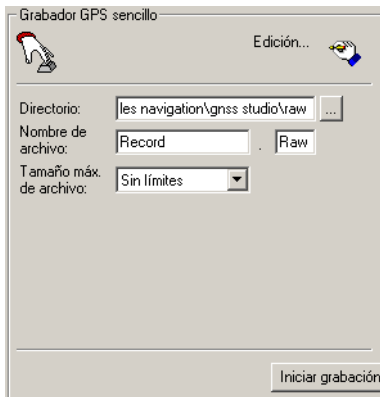 Grabador GPS sencillo
Edición...
Directorio: les navigation\gnss studio\raw ...
Nombre de
archivo: Record . Raw
Tamaño máx.
de archivo: Sin límites
Iniciar grabación